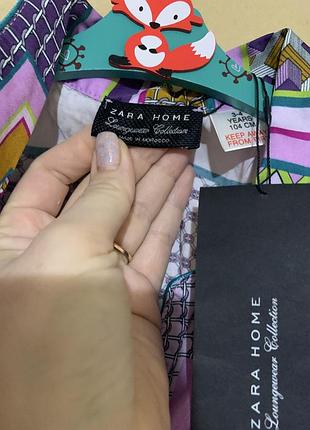 ZARA HOME
Loungewear Collection
MADE IN MOROCCO
YEARS
104 CM
KEEP AWAY
FROM
ZARA HOME
Loungewear Collection